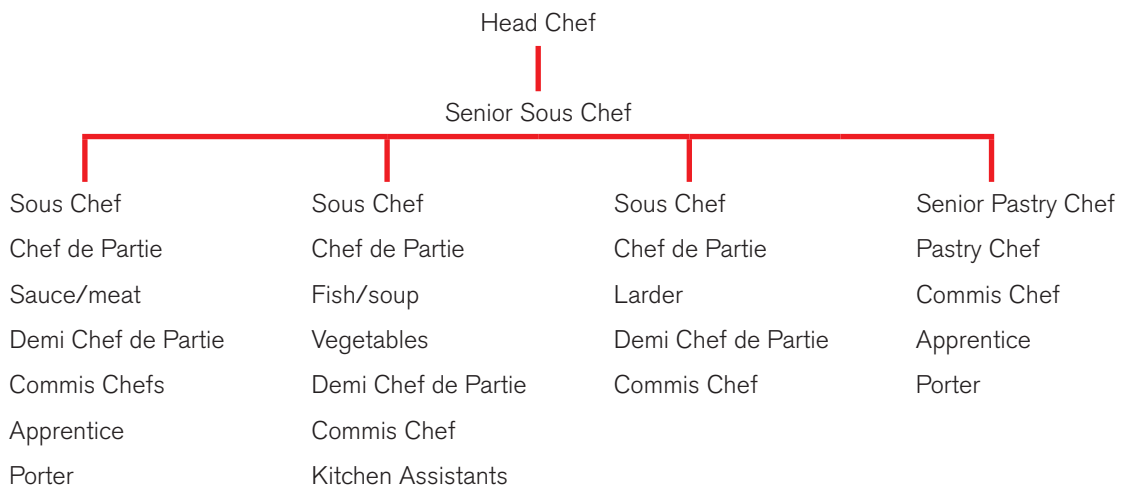 Head Chef
Senior Sous Chef
Sous Chef
Chef de Partie
Sauce/meat
Demi Chef de Partie
Commis Chefs
Apprentice
Porter
Sous Chef
Chef de Partie
Fish/soup
Vegetables
Demi Chef de Partie
Commis Chef
Kitchen Assistants
Sous Chef
Chef de Partie
Larder
Demi Chef de Partie
Commis Chef
Senior Pastry Chef
Pastry Chef
Commis Chef
Apprentice
Porter